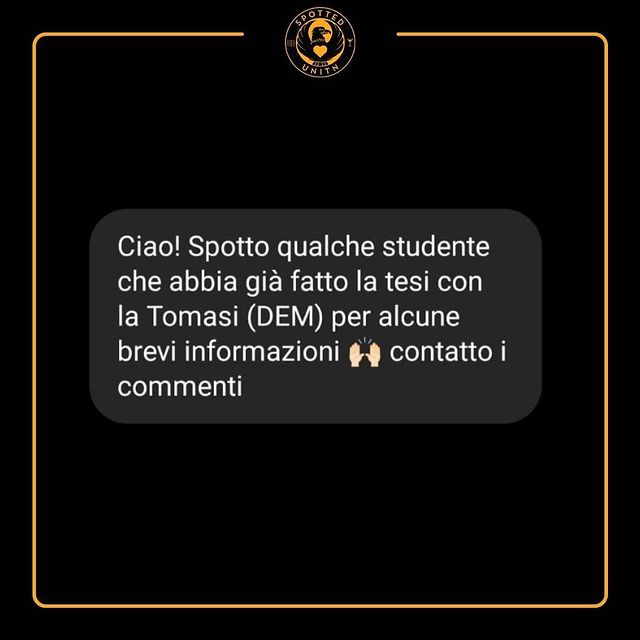 SPOTTED
UNITN
Ciao! Spotto qualche studente
che abbia già fatto la tesi con
la Tomasi (DEM) per alcune
brevi informazioni 🙌🏻 contatto i
commenti